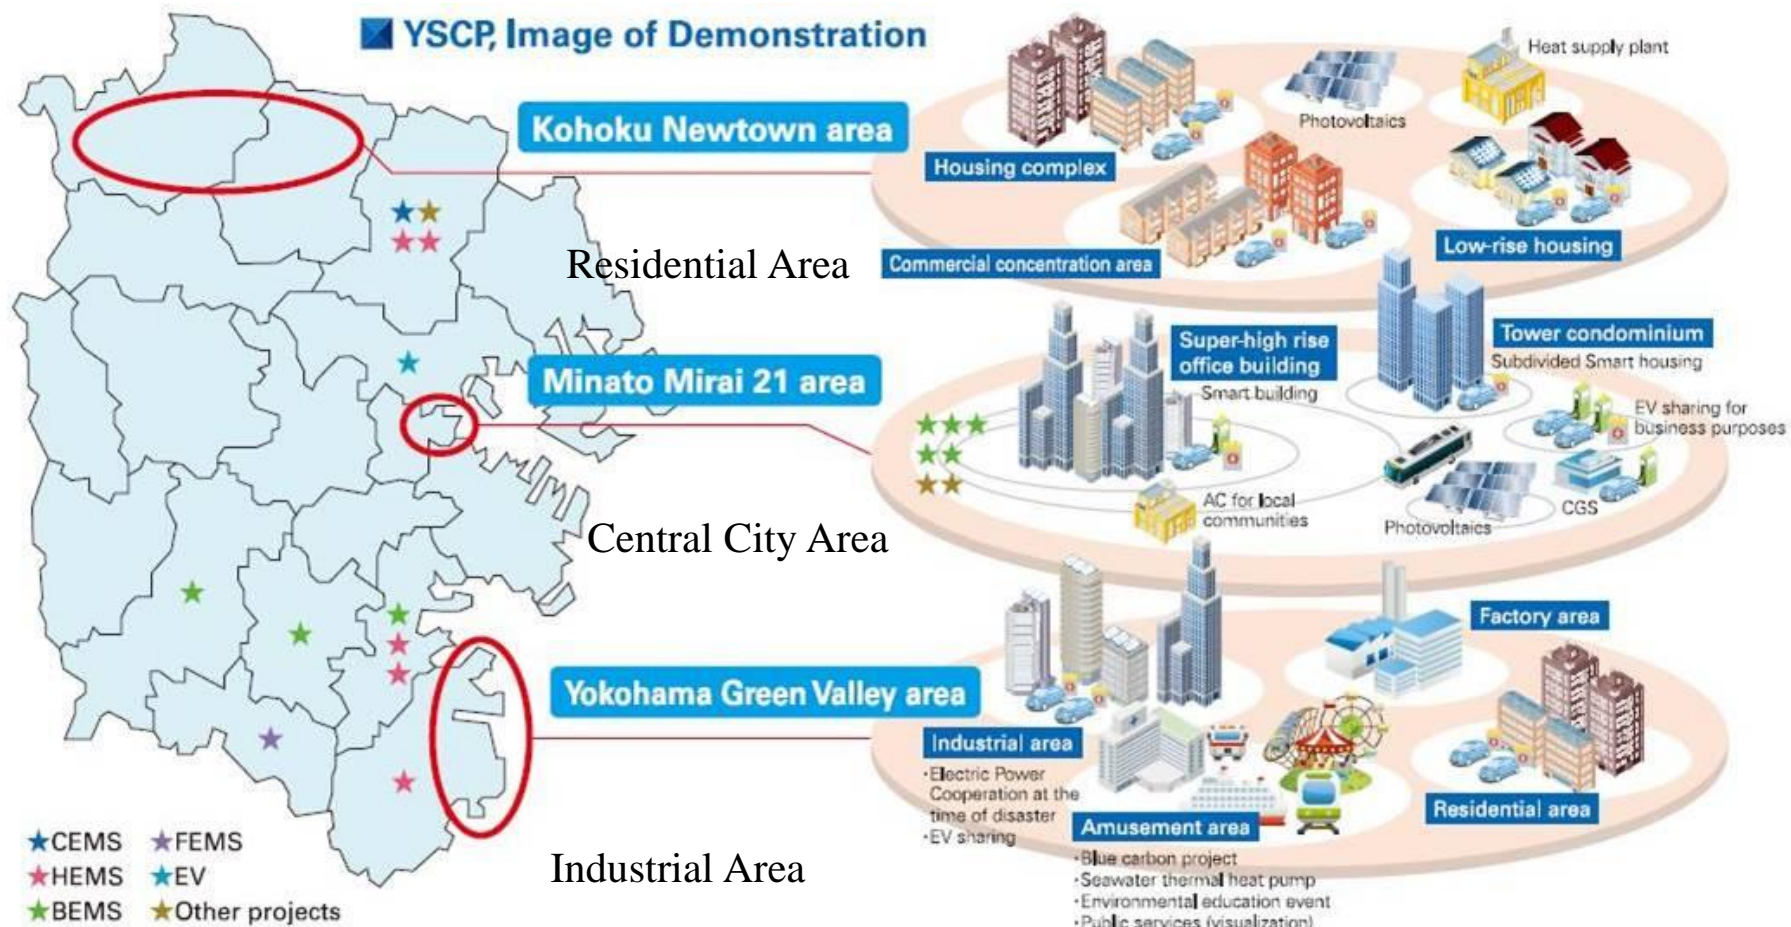 YSCP, Image of Demonstration
Kohoku Newtown area
Residential Area
Housing complex
Photovoltaics
Heat supply plant
Commercial concentration area
Low-rise housing
Minato Mirai 21 area
Central City Area
Super-high rise
office building
Smart building
Tower condominium
Subdivided Smart housing
EV sharing for
business purposes
AC for local
communities
Photovoltaics
CGS
Yokohama Green Valley area
Industrial Area
Factory area
Industrial area
・Electric Power
Cooperation at the
time of disaster
・EV sharing
Amusement area
・Blue carbon project
・Seawater thermal heat pump
・Environmental education event
・Public services (visualization)
Residential area
★CEMS ★FEMS
★HEMS ★EV
★BEMS ★Other projects